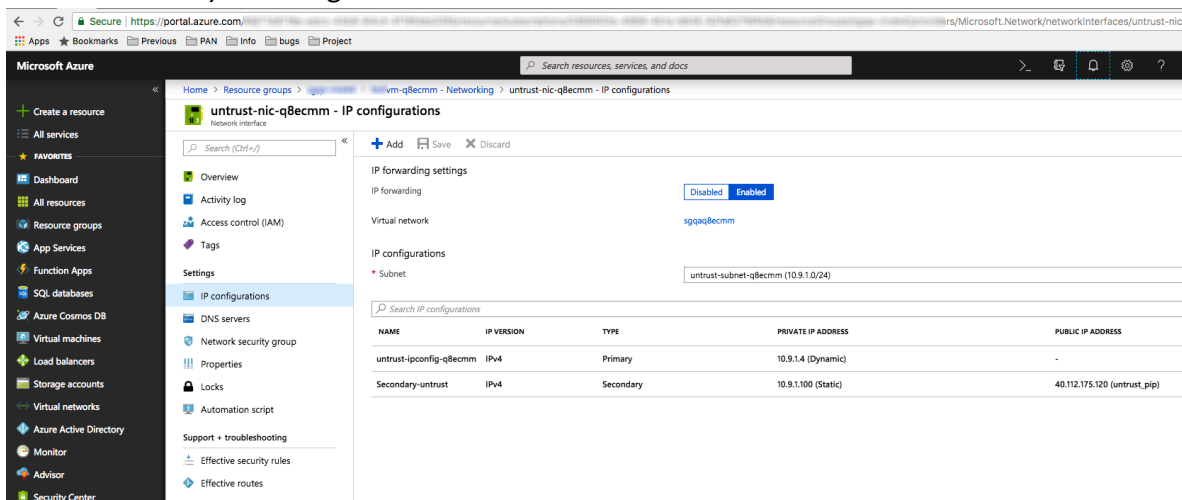 Secure | https://portal.azure.com/
rs/Microsoft.Network/networkInterfaces/untrust-nic
Apps Bookmarks Previous PAN Info bugs Project
Microsoft Azure
Search resources, services, and docs
>_ ?
«
Home > Resource groups > vm-q8ecmm - Networking > untrust-nic-q8ecmm - IP configurations
untrust-nic-q8ecmm - IP configurations
Network interface
Create a resource
All services
FAVORITES
Dashboard
All resources
Resource groups
App Services
Function Apps
SQL databases
Azure Cosmos DB
Virtual machines
Load balancers
Storage accounts
Virtual networks
Azure Active Directory
Monitor
Advisor
Security Center
Search (Ctrl+/)
«
Overview
Activity log
Access control (IAM)
Tags
Settings
IP configurations
DNS servers
Network security group
Properties
Locks
Automation script
Support + troubleshooting
Effective security rules
Effective routes
Add Save Discard
IP forwarding settings
IP forwarding Disabled Enabled
Virtual network sgqaq8ecmm
IP configurations
* Subnet untrust-subnet-q8ecmm (10.9.1.0/24)
Search IP configurations
NAME IP VERSION TYPE PRIVATE IP ADDRESS PUBLIC IP ADDRESS
untrust-ipconfig-q8ecmm IPv4 Primary 10.9.1.4 (Dynamic) -
Secondary-untrust IPv4 Secondary 10.9.1.100 (Static) 40.112.175.120 (untrust_pip)